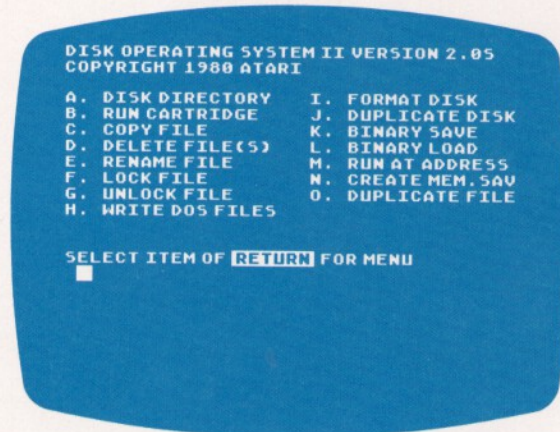 DISK OPERATING SYSTEM II VERSION 2.05
COPYRIGHT 1980 ATARI
A. DISK DIRECTORY
B. RUN CARTRIDGE
C. COPY FILE
D. DELETE FILE(S)
E. RENAME FILE
F. LOCK FILE
G. UNLOCK FILE
H. WRITE DOS FILES
I. FORMAT DISK
J. DUPLICATE DISK
K. BINARY SAVE
L. BINARY LOAD
M. RUN AT ADDRESS
N. CREATE MEM.SAV
O. DUPLICATE FILE
SELECT ITEM OF RETURN FOR MENU